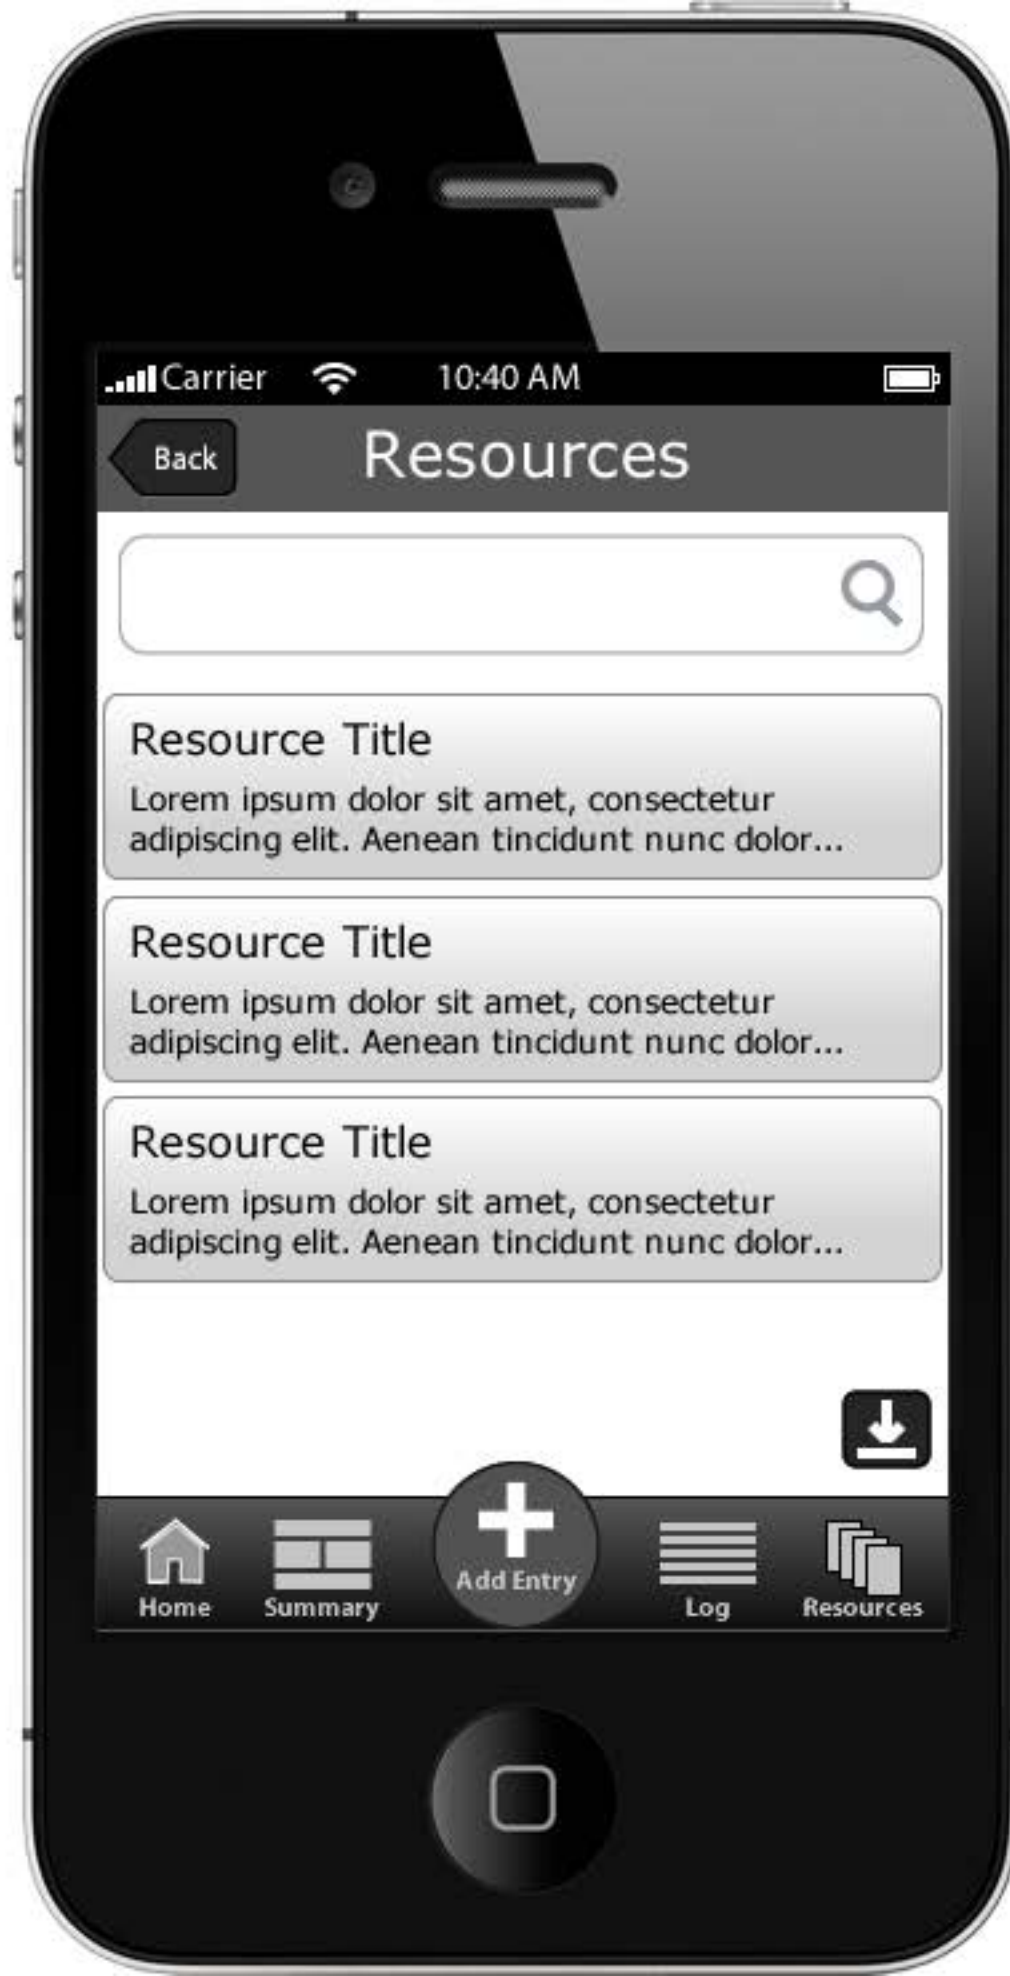 Carrier 10:40 AM
Back Resources
Resource Title
Lorem ipsum dolor sit amet, consectetur
adipiscing elit. Aenean tincidunt nunc dolor...
Resource Title
Lorem ipsum dolor sit amet, consectetur
adipiscing elit. Aenean tincidunt nunc dolor...
Resource Title
Lorem ipsum dolor sit amet, consectetur
adipiscing elit. Aenean tincidunt nunc dolor...
Home Summary Add Entry Log Resources